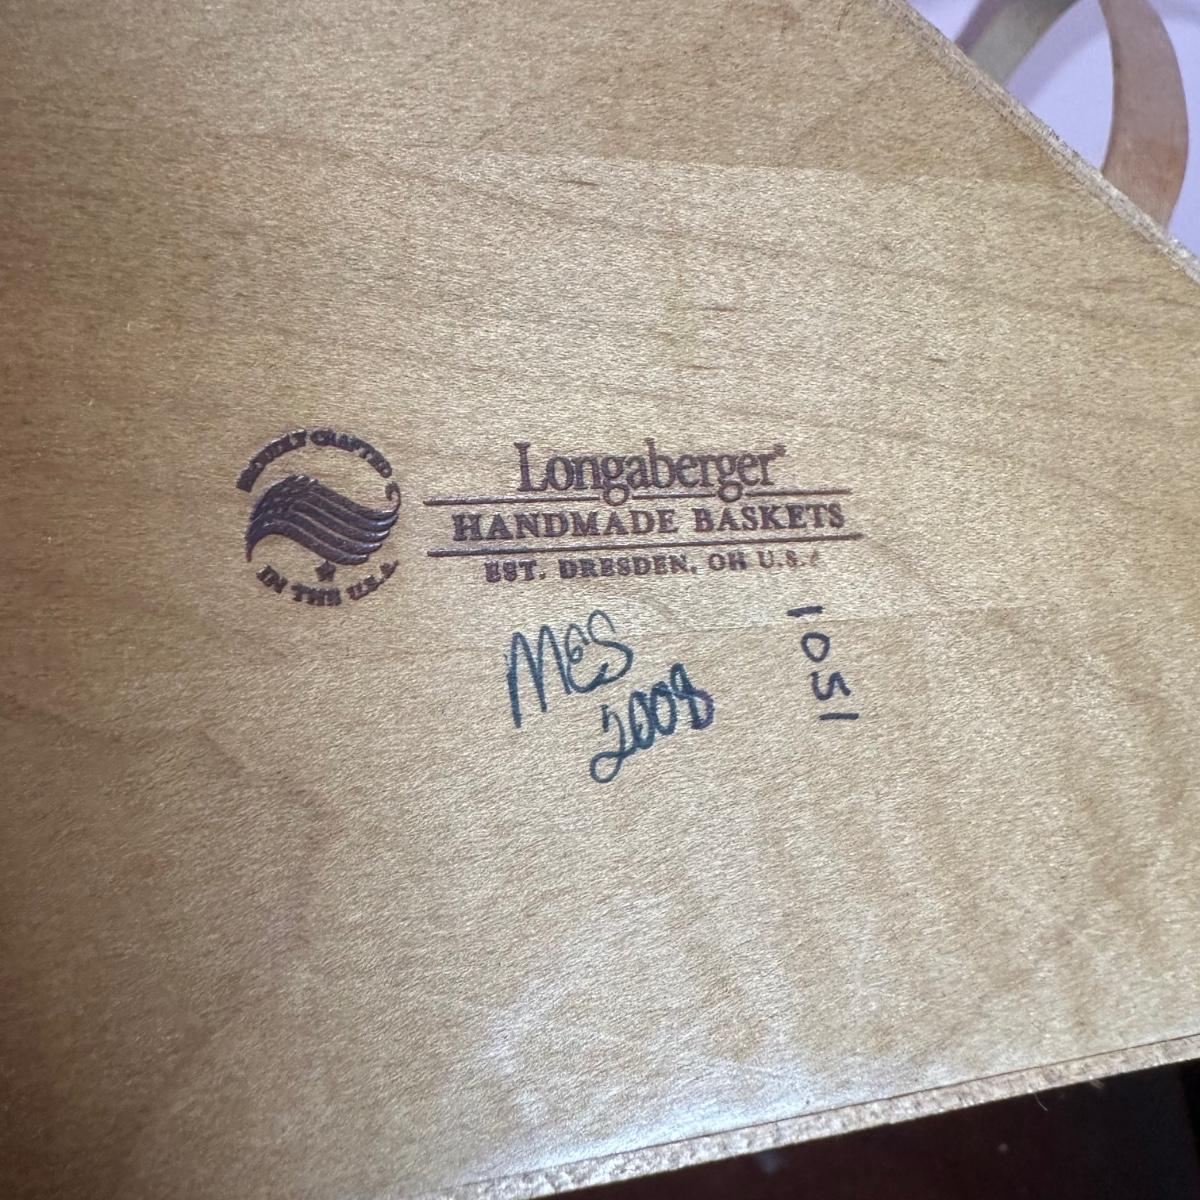 PROUDLY CRAFTED
IN THE U.S.A.
Longaberger®
HANDMADE BASKETS
EST. DRESDEN, OH U.S.A
MES
2008
1051